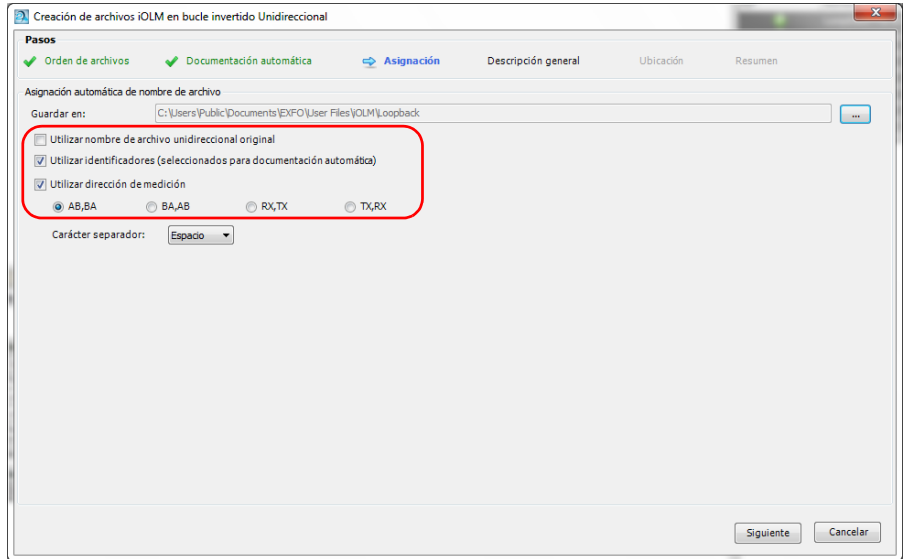 Creación de archivos iOLM en bucle invertido Unidireccional
Pasos
Orden de archivos Documentación automática Asignación Descripción general Ubicación Resumen
Asignación automática de nombre de archivo
Guardar en: C:\Users\Public\Documents\EXFO\User Files\iOLM\Loopback ...
Utilizar nombre de archivo unidireccional original
Utilizar identificadores (seleccionados para documentación automática)
Utilizar dirección de medición
AB,BA BA,AB RX,TX TX,RX
Carácter separador: Espacio
Siguiente Cancelar